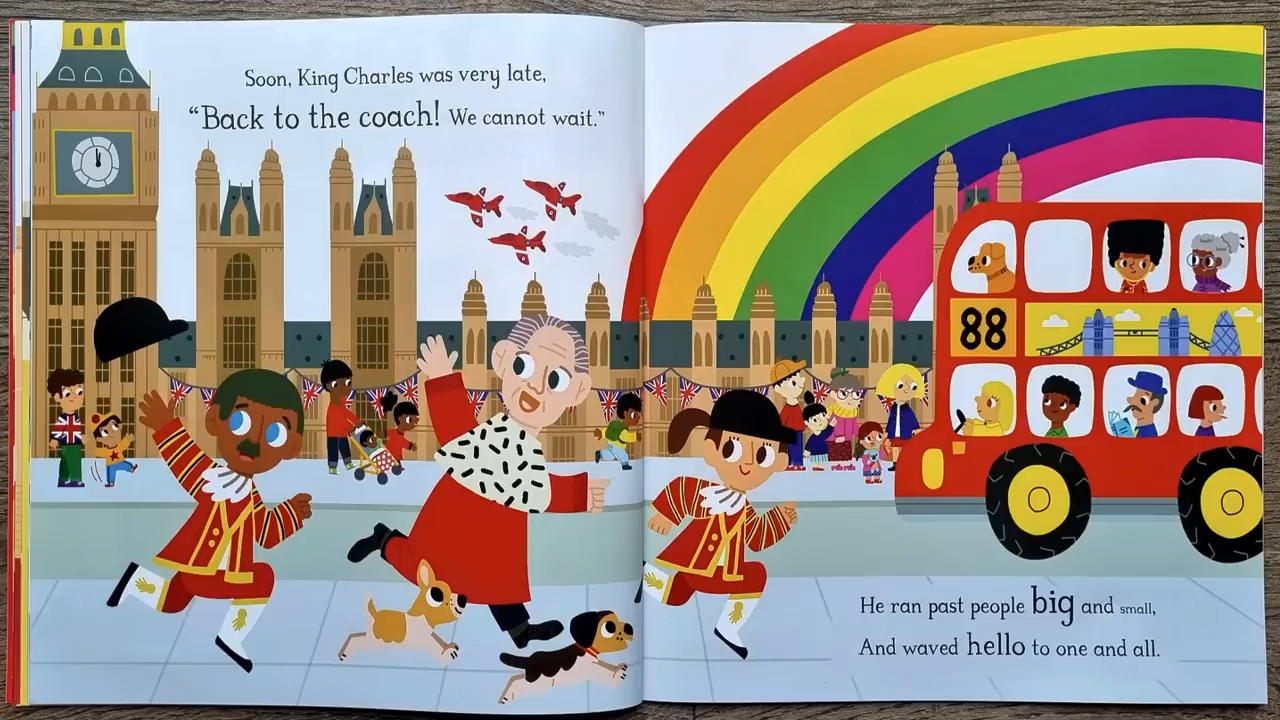 Soon, King Charles was very late,
“Back to the coach! We cannot wait.”
88
He ran past people big and small,
And waved hello to one and all.